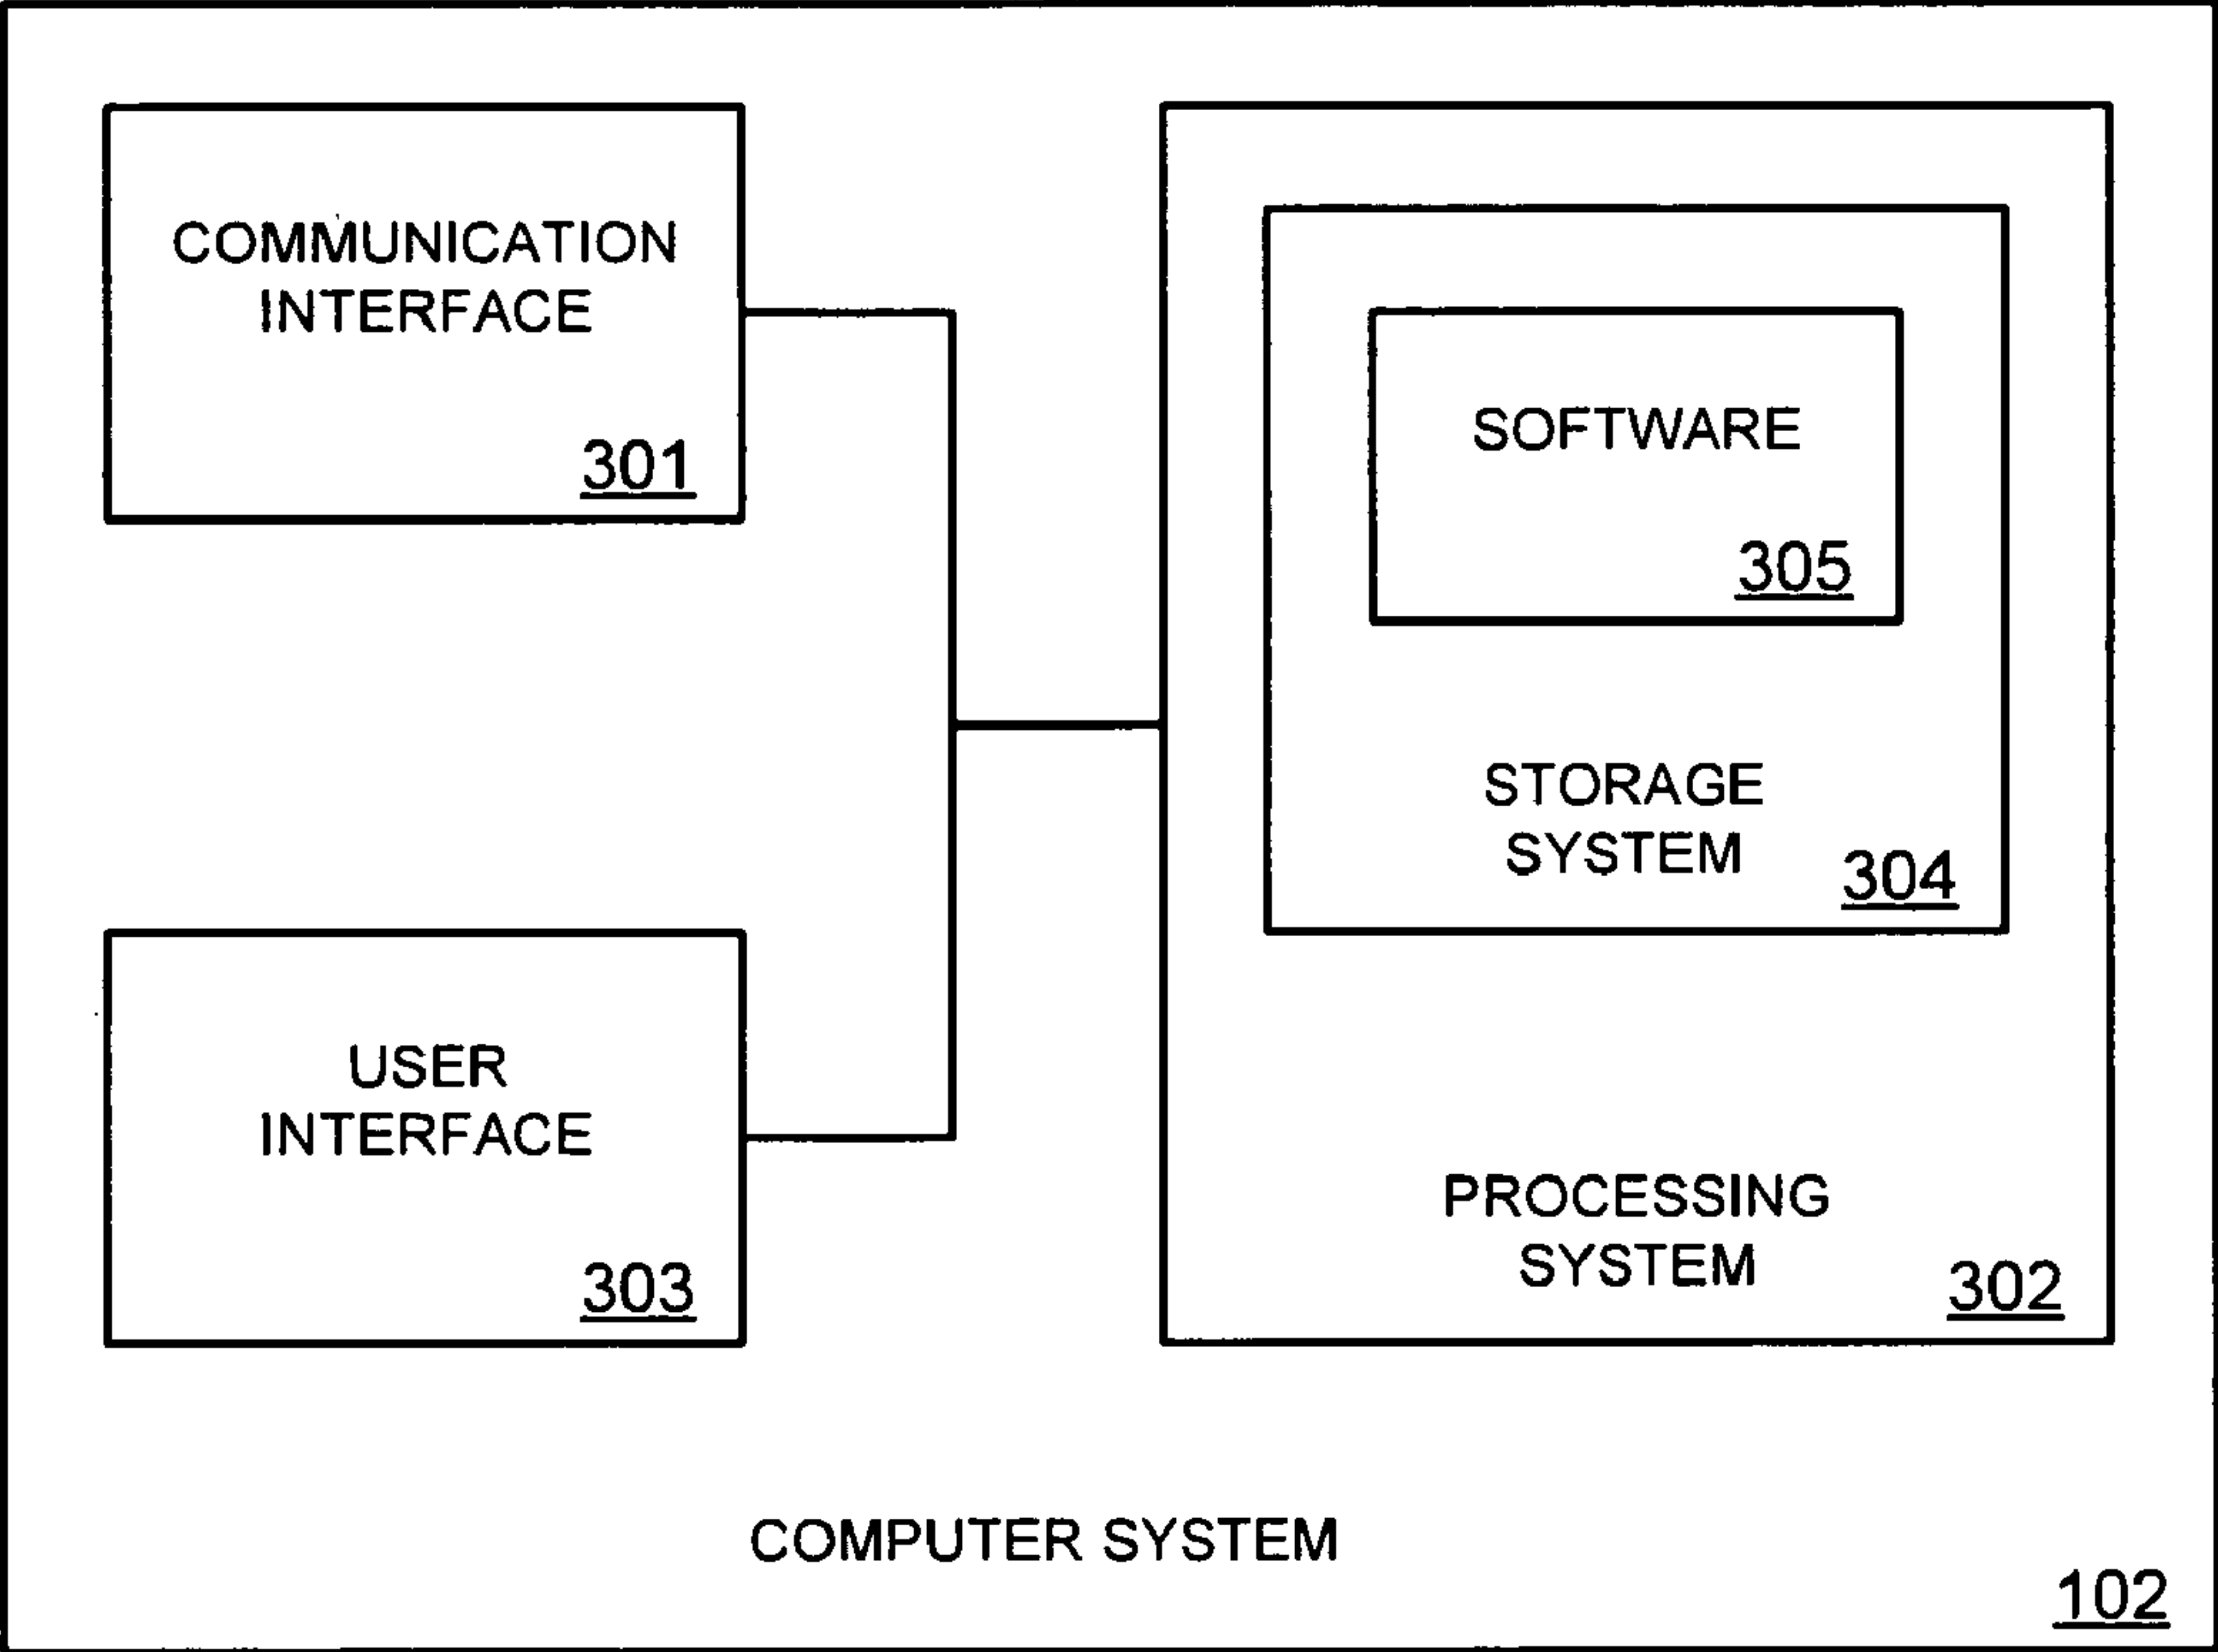 COMMUNICATION
INTERFACE
301
SOFTWARE
305
STORAGE
SYSTEM
304
USER
INTERFACE
303
PROCESSING
SYSTEM
302
COMPUTER SYSTEM
102